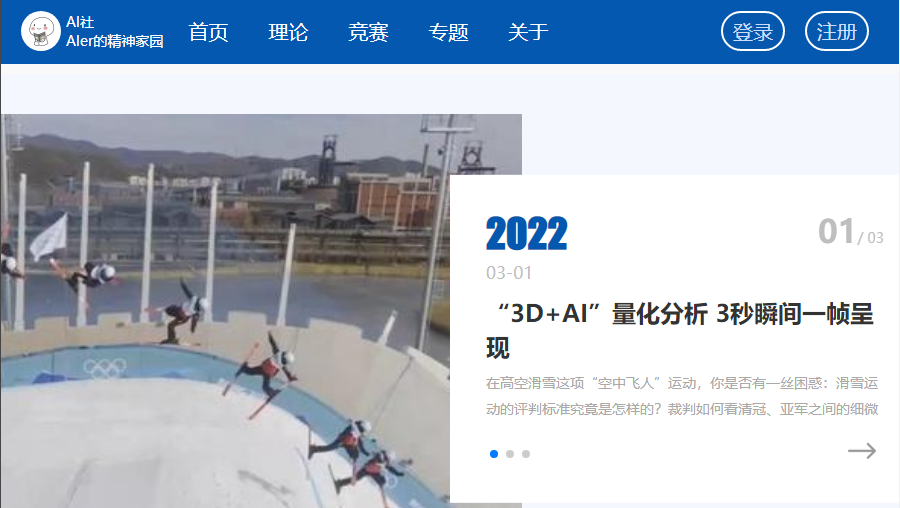 AI社
AIer的精神家园
首页 理论 竞赛 专题 关于 登录 注册
2022
01/ 03
03-01
“3D+AI”量化分析 3秒瞬间一帧呈
现
在高空滑雪这项“空中飞人”运动，你是否有一丝困惑：滑雪运
动的评判标准究竟是怎样的？裁判如何看清冠、亚军之间的细微